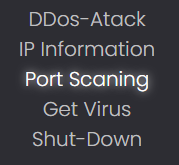 DDos-Atack
IP Information
Port Scaning
Get Virus
Shut-Down